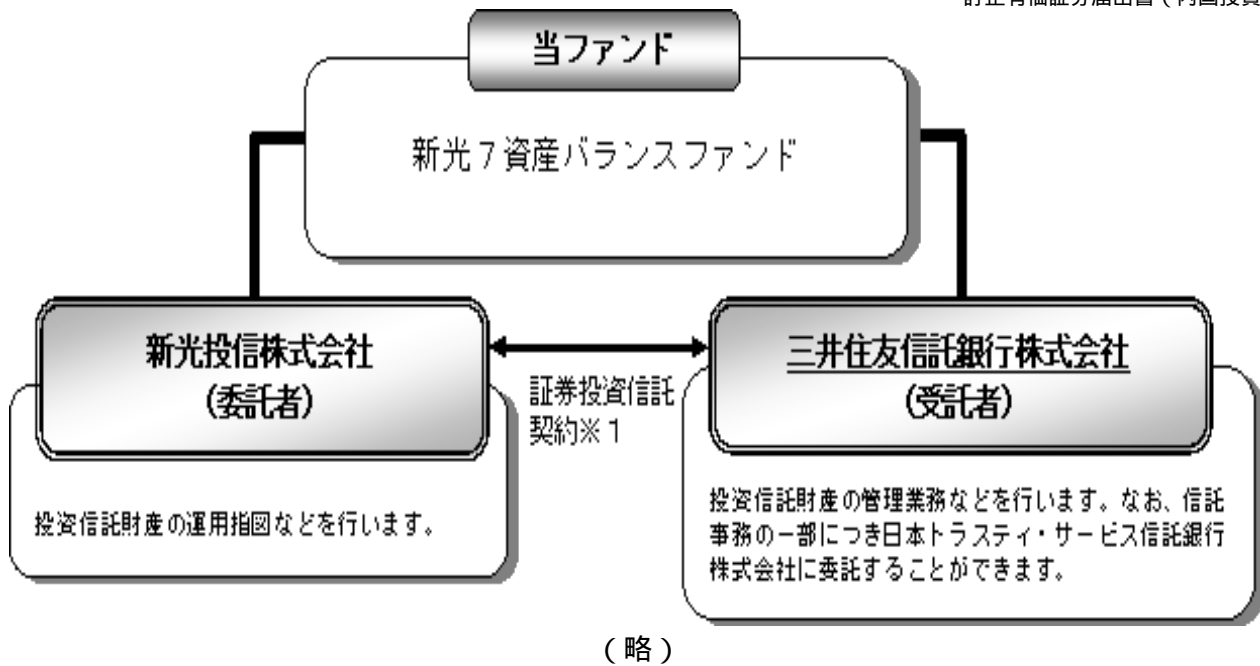 当ファンド
新光７資産バランスファンド
新光投信株式会社
(委託者)
投資信託財産の運用指図などを行います。
証券投資信託
契約※１
三井住友信託銀行株式会社
(受託者)
投資信託財産の管理業務などを行います。なお、信託
事務の一部につき日本トラスティ・サービス信託銀行
株式会社に委託することができます。
（略）